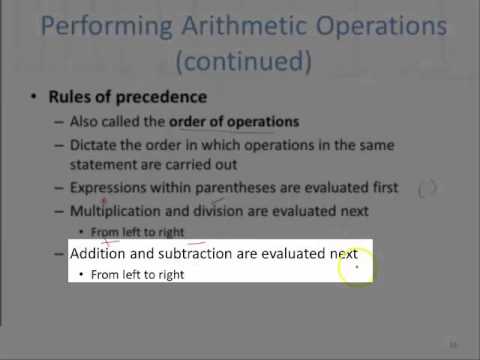 Performing Arithmetic Operations
(continued)
• Rules of precedence
– Also called the order of operations
– Dictate the order in which operations in the same
statement are carried out
– Expressions within parentheses are evaluated first ( )
– Multiplication and division are evaluated next
• From left to right
– Addition and subtraction are evaluated next
• From left to right